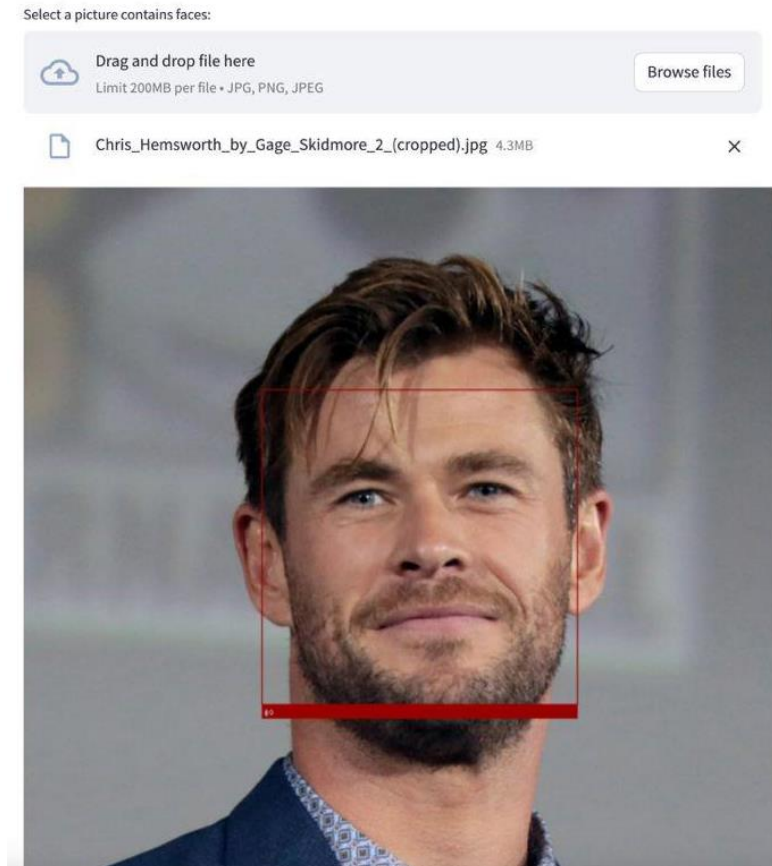 Select a picture contains faces:
Drag and drop file here
Limit 200MB per file • JPG, PNG, JPEG
Browse files
Chris_Hemsworth_by_Gage_Skidmore_2_(cropped).jpg 4.3MB